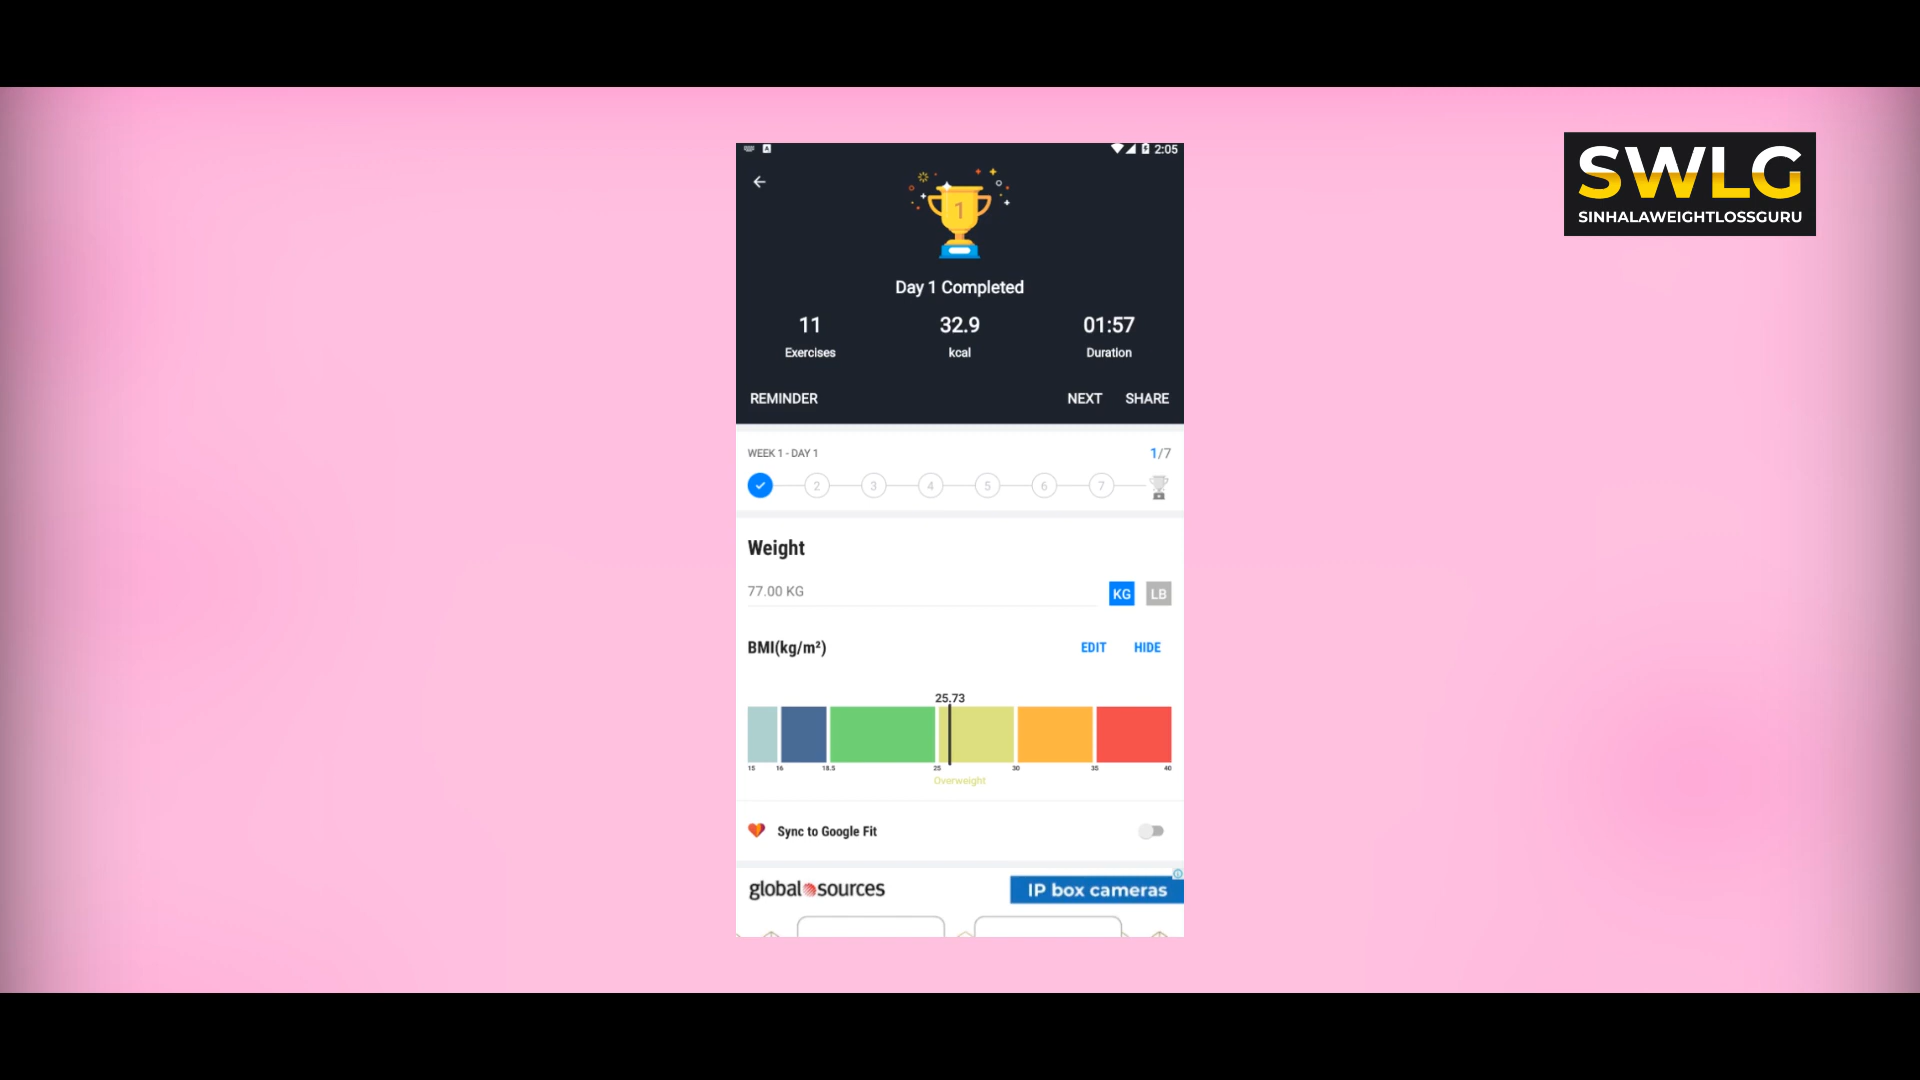 2:05
SWLG
SINHALAWEIGHTLOSSGURU
1
Day 1 Completed
11 32.9 01:57
Exercises kcal Duration
REMINDER NEXT SHARE
WEEK 1 - DAY 1 1/7
2 3 4 5 6 7
Weight
77.00 KG KG LB
BMI(kg/m²) EDIT HIDE
25.73
15 16 18.5 25 30 35 40
Overweight
Sync to Google Fit
global sources IP box cameras